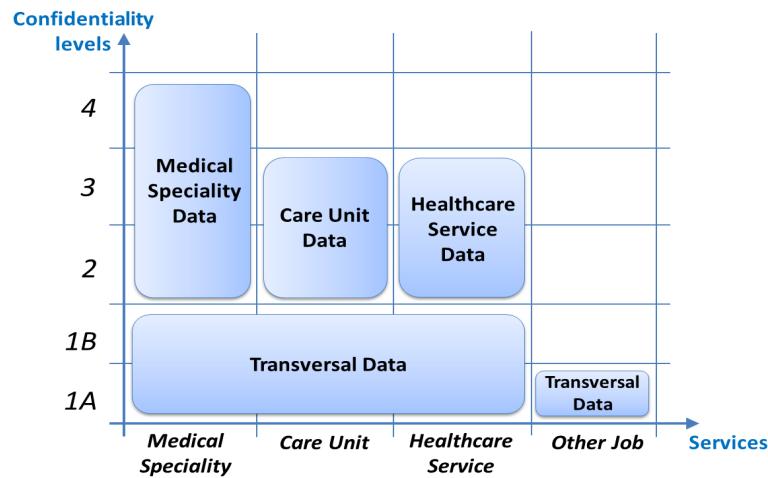 Confidentiality
levels
4
Medical
Speciality
Data
3
Care Unit
Data
Healthcare
Service
Data
2
1B
Transversal Data
1A
Transversal
Data
Medical
Speciality
Care Unit
Healthcare
Service
Other Job
Services